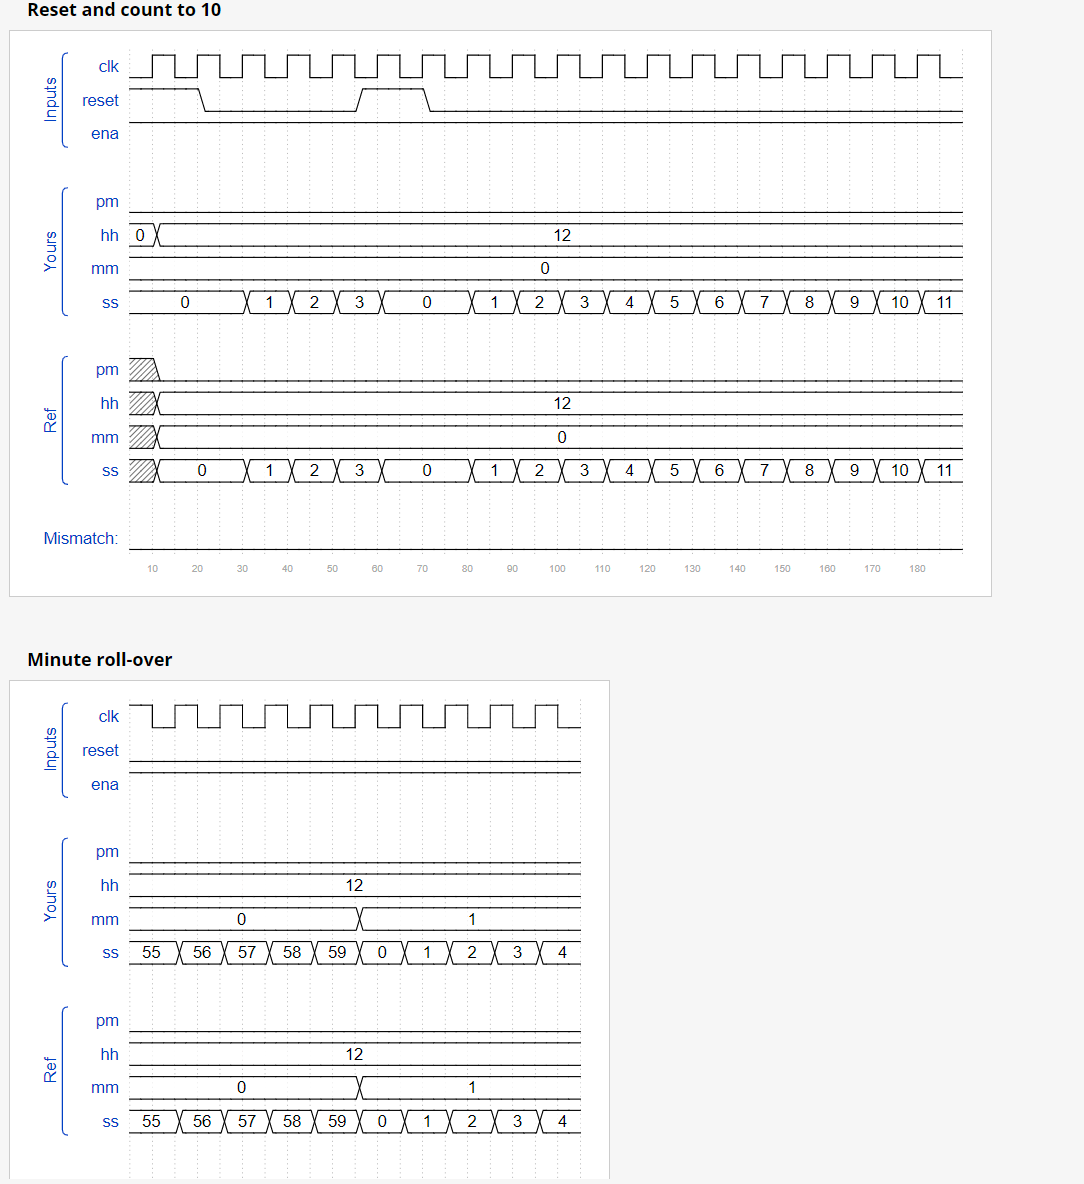 Reset and count to 10
Inputs
clk
reset
ena
Yours
pm
hh 0 12
mm 0
ss 0 1 2 3 0 1 2 3 4 5 6 7 8 9 10 11
Ref
pm
hh 12
mm 0
ss 0 1 2 3 0 1 2 3 4 5 6 7 8 9 10 11
Mismatch:
10 20 30 40 50 60 70 80 90 100 110 120 130 140 150 160 170 180
Minute roll-over
Inputs
clk
reset
ena
Yours
pm
hh 12
mm 0 1
ss 55 56 57 58 59 0 1 2 3 4
Ref
pm
hh 12
mm 0 1
ss 55 56 57 58 59 0 1 2 3 4